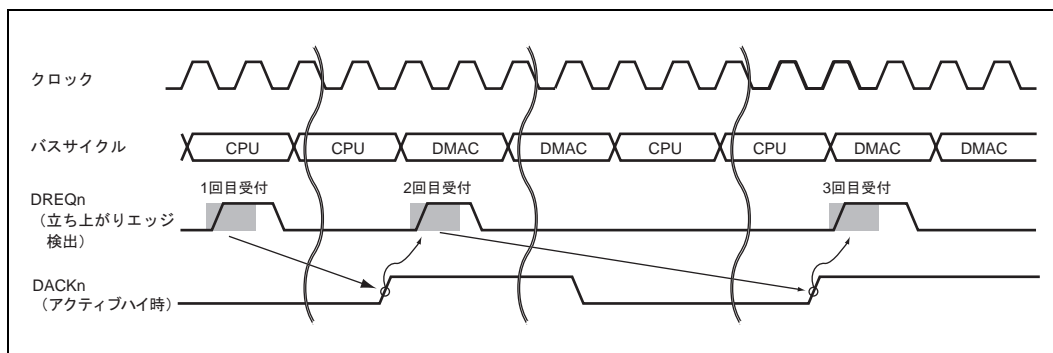 クロック
バスサイクル
CPU CPU DMAC DMAC CPU CPU DMAC DMAC
1回目受付 2回目受付 3回目受付
DREQn
（立ち上がりエッジ
検出）
DACKn
（アクティブハイ時）